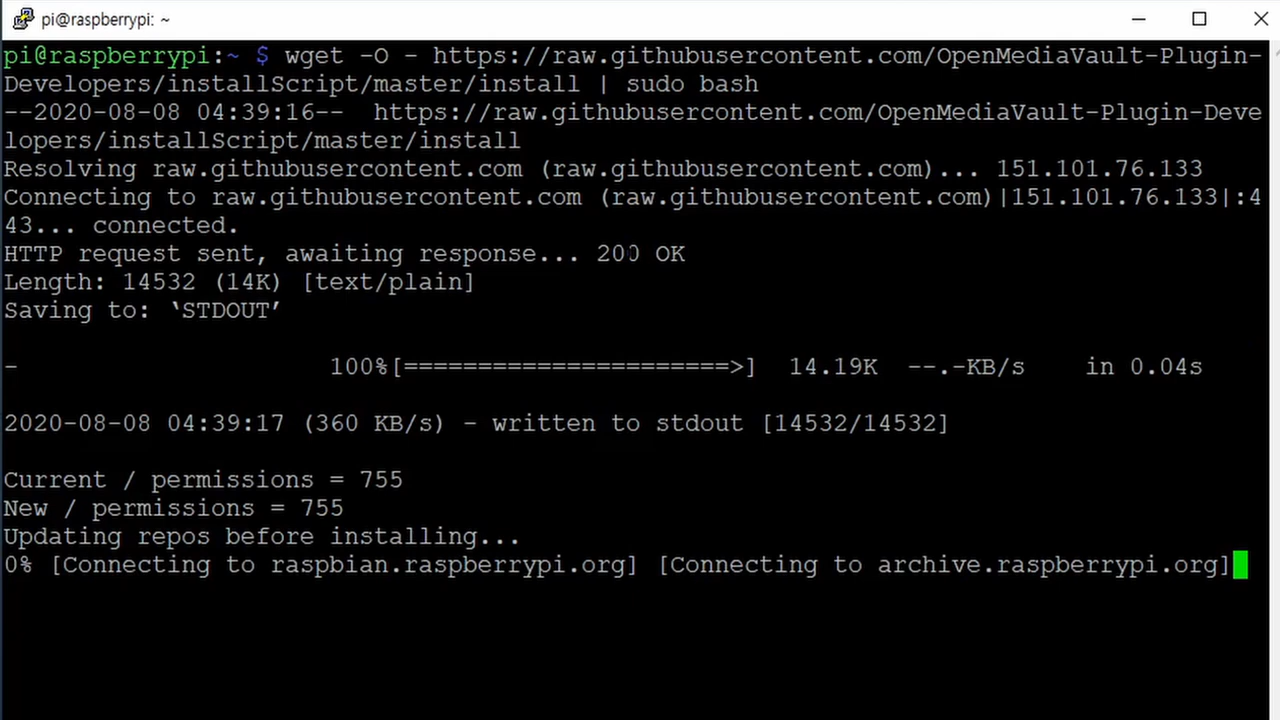 pi@raspberrypi: ~
pi@raspberrypi:~ $ wget -O - https://raw.githubusercontent.com/OpenMediaVault-Plugin-
Developers/installScript/master/install | sudo bash
--2020-08-08 04:39:16--  https://raw.githubusercontent.com/OpenMediaVault-Plugin-Deve
lopers/installScript/master/install
Resolving raw.githubusercontent.com (raw.githubusercontent.com)... 151.101.76.133
Connecting to raw.githubusercontent.com (raw.githubusercontent.com)|151.101.76.133|:4
43... connected.
HTTP request sent, awaiting response... 200 OK
Length: 14532 (14K) [text/plain]
Saving to: ‘STDOUT’
-                     100%[======================>]  14.19K  --.-KB/s    in 0.04s
2020-08-08 04:39:17 (360 KB/s) - written to stdout [14532/14532]
Current / permissions = 755
New / permissions = 755
Updating repos before installing...
0% [Connecting to raspbian.raspberrypi.org] [Connecting to archive.raspberrypi.org]